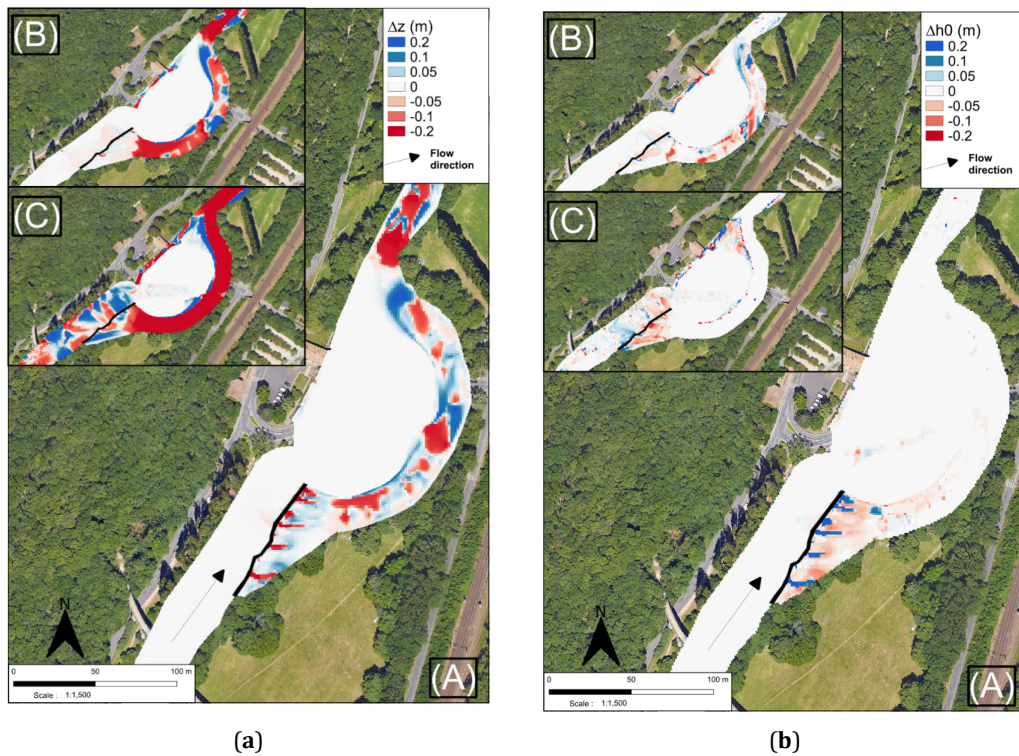 (B)
Δz (m)
0.2
0.1
0.05
0
-0.05
-0.1
-0.2
Flow
direction
(C)
N
0 50 100 m
Scale : 1:1,500
(A)
(a)
(B)
Δh0 (m)
0.2
0.1
0.05
0
-0.05
-0.1
-0.2
Flow
direction
(C)
N
0 50 100 m
Scale : 1:1,500
(A)
(b)